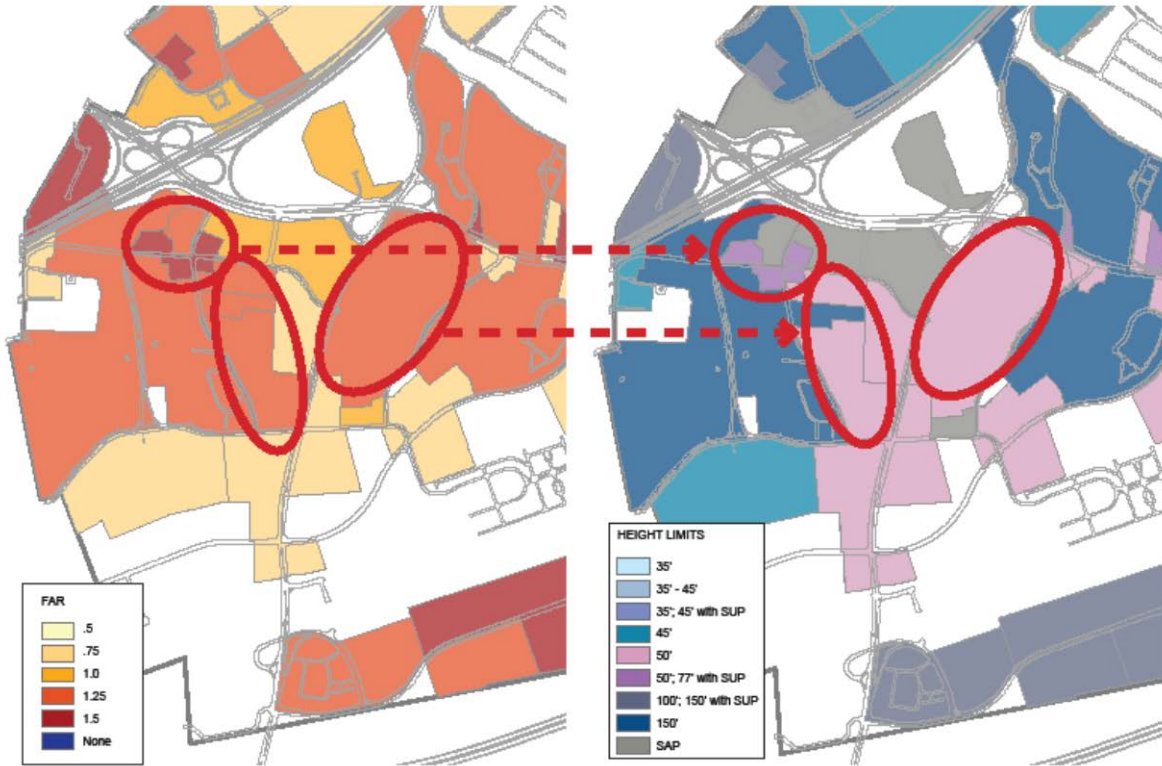 FAR
.5
.75
1.0
1.25
1.5
None
HEIGHT LIMITS
35'
35' - 45'
35'; 45' with SUP
45'
50'
50'; 77' with SUP
100'; 150' with SUP
150'
SAP